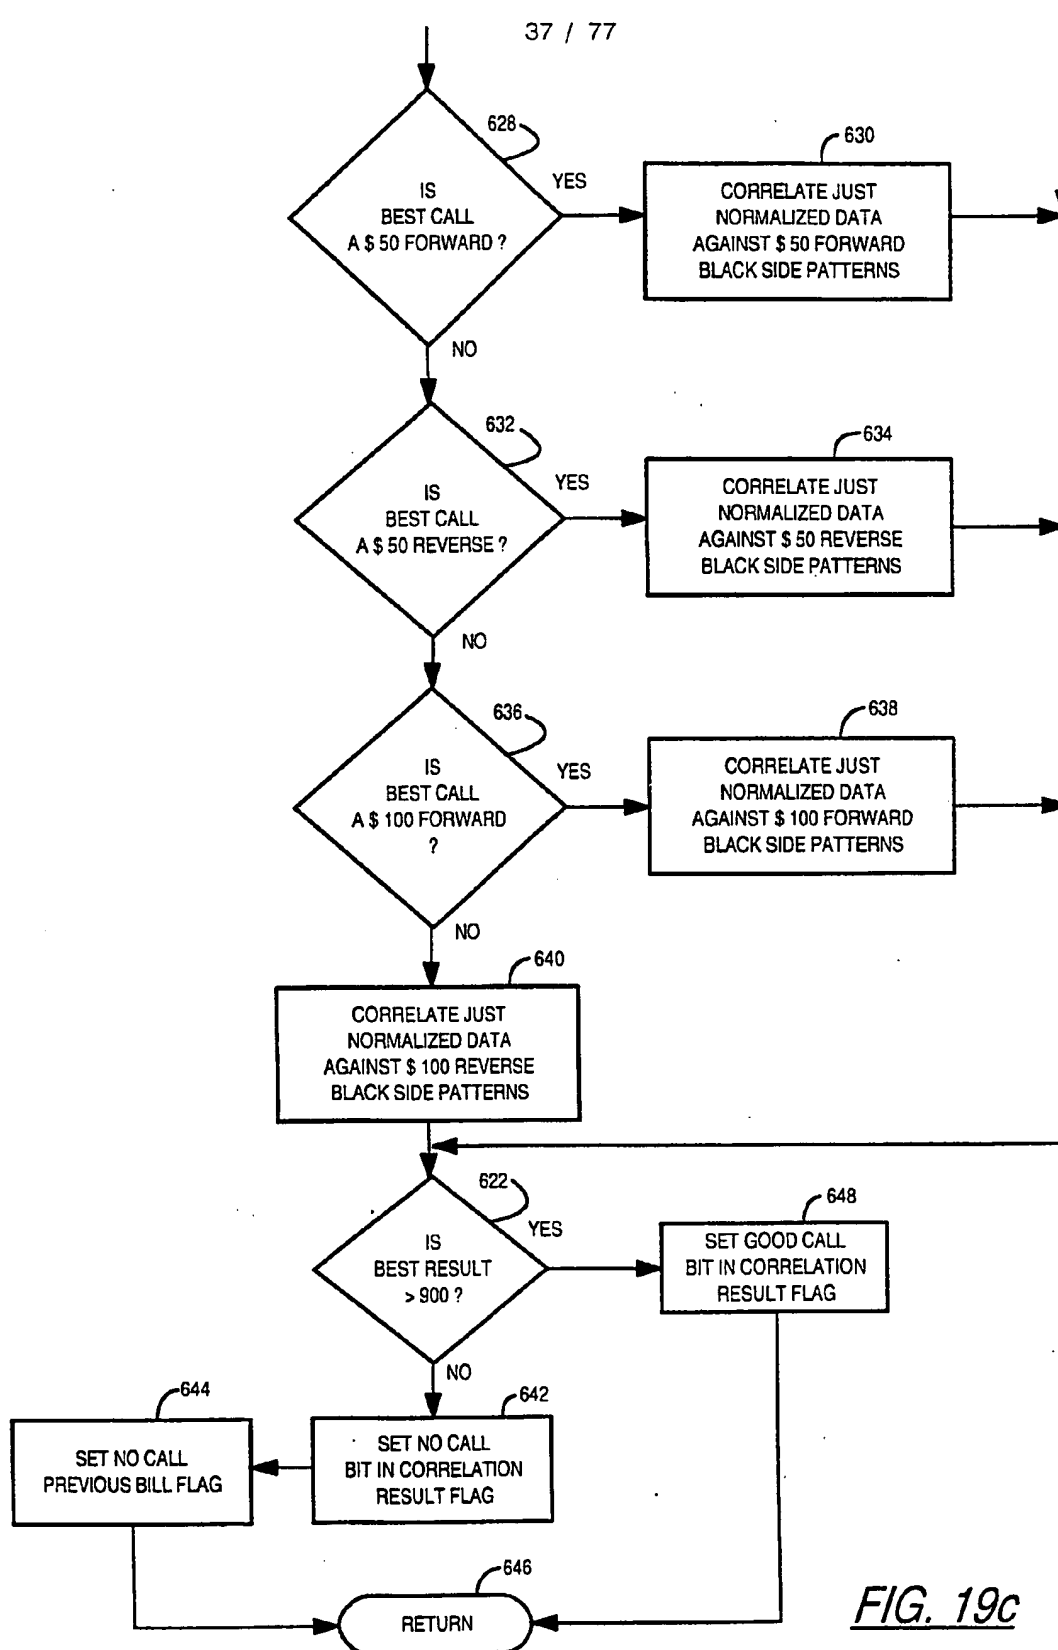 37 / 77
628
IS
BEST CALL
A $ 50 FORWARD ?
YES
630
CORRELATE JUST
NORMALIZED DATA
AGAINST $ 50 FORWARD
BLACK SIDE PATTERNS
NO
632
IS
BEST CALL
A $ 50 REVERSE ?
YES
634
CORRELATE JUST
NORMALIZED DATA
AGAINST $ 50 REVERSE
BLACK SIDE PATTERNS
NO
636
IS
BEST CALL
A $ 100 FORWARD
?
YES
638
CORRELATE JUST
NORMALIZED DATA
AGAINST $ 100 FORWARD
BLACK SIDE PATTERNS
NO
640
CORRELATE JUST
NORMALIZED DATA
AGAINST $ 100 REVERSE
BLACK SIDE PATTERNS
622
IS
BEST RESULT
> 900 ?
YES
648
SET GOOD CALL
BIT IN CORRELATION
RESULT FLAG
NO
642
SET NO CALL
BIT IN CORRELATION
RESULT FLAG
644
SET NO CALL
PREVIOUS BILL FLAG
646
RETURN
FIG. 19c